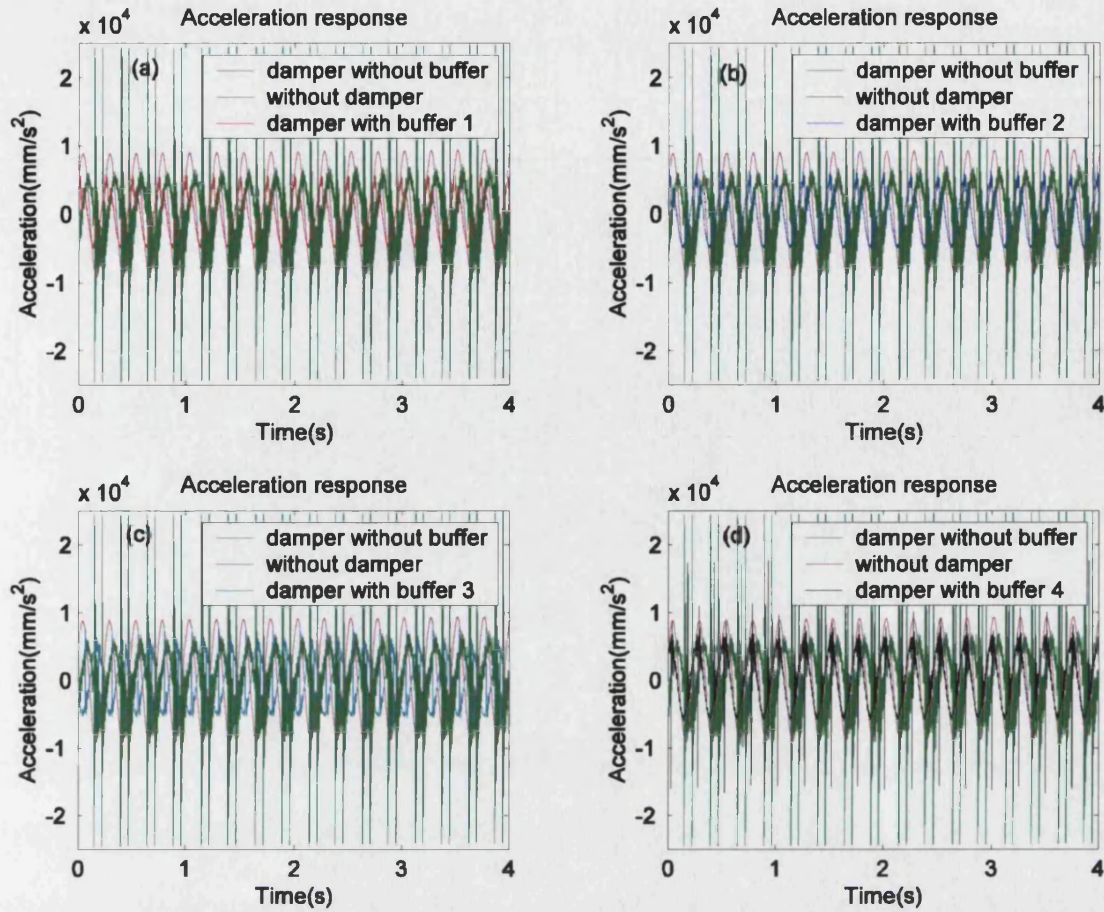 x 10⁴ Acceleration response
(a)
damper without buffer
without damper
damper with buffer 1
Acceleration(mm/s²)
2
1
0
-1
-2
0 1 2 3 4
Time(s)
x 10⁴ Acceleration response
(b)
damper without buffer
without damper
damper with buffer 2
Acceleration(mm/s²)
2
1
0
-1
-2
0 1 2 3 4
Time(s)
x 10⁴ Acceleration response
(c)
damper without buffer
without damper
damper with buffer 3
Acceleration(mm/s²)
2
1
0
-1
-2
0 1 2 3 4
Time(s)
x 10⁴ Acceleration response
(d)
damper without buffer
without damper
damper with buffer 4
Acceleration(mm/s²)
2
1
0
-1
-2
0 1 2 3 4
Time(s)